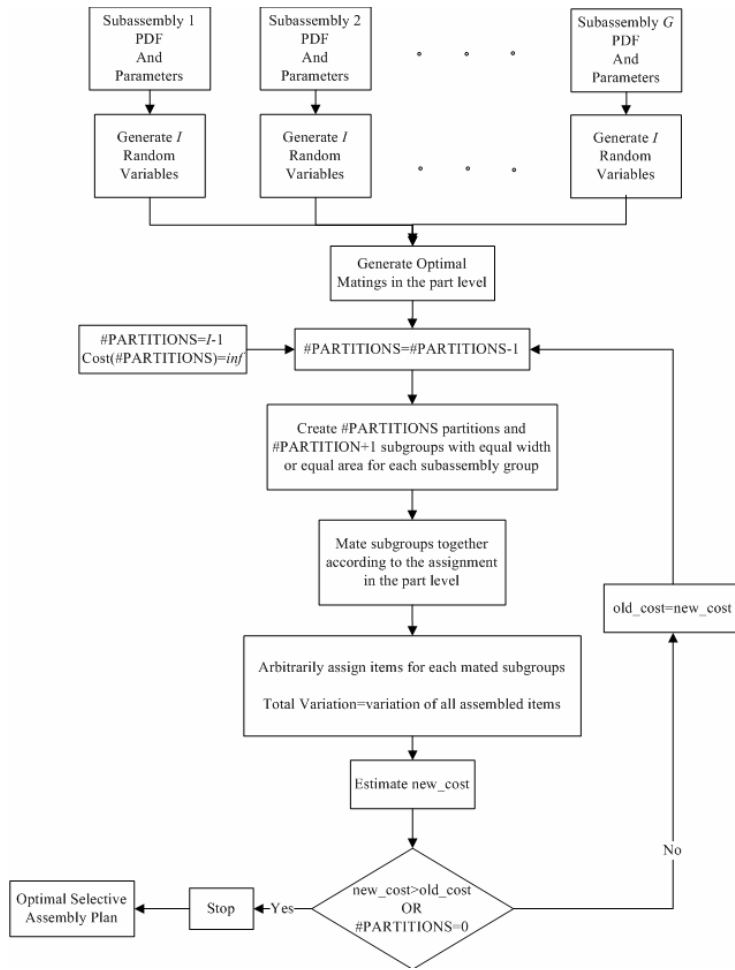 Subassembly 1
PDF
And
Parameters
Subassembly 2
PDF
And
Parameters
Subassembly G
PDF
And
Parameters
Generate I
Random
Variables
Generate I
Random
Variables
Generate I
Random
Variables
Generate Optimal
Matings in the part level
#PARTITIONS=I-1
Cost(#PARTITIONS)=inf
#PARTITIONS=#PARTITIONS-1
Create #PARTITIONS partitions and
#PARTITION+1 subgroups with equal width
or equal area for each subassembly group
Mate subgroups together
according to the assignment
in the part level
old_cost=new_cost
Arbitrarily assign items for each mated subgroups
Total Variation=variation of all assembled items
Estimate new_cost
No
new_cost>old_cost
OR
#PARTITIONS=0
Yes
Stop
Optimal Selective
Assembly Plan